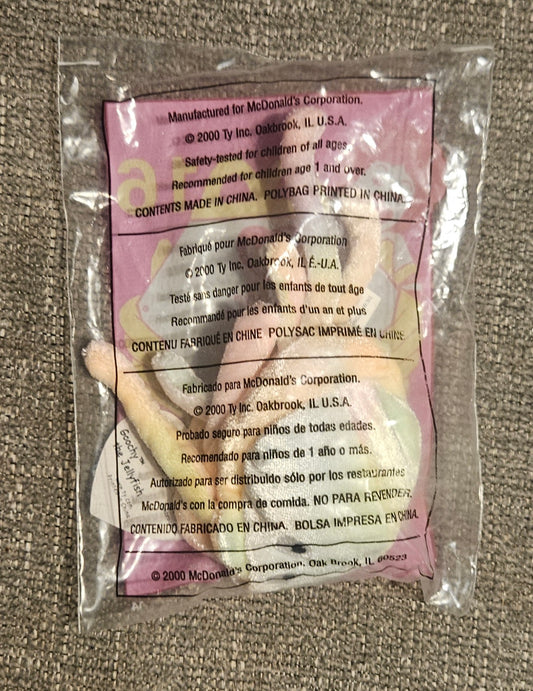 Manufactured for McDonald's Corporation.
© 2000 Ty Inc. Oakbrook, IL U.S.A.
Safety-tested for children of all ages.
Recommended for children age 1 and over.
CONTENTS MADE IN CHINA. POLYBAG PRINTED IN CHINA.
Fabriqué pour McDonald's Corporation
© 2000 Ty Inc. Oakbrook, IL É.-U.A.
Testé sans danger pour les enfants de tout âge
Recommandé pour les enfants d'un an et plus
CONTENU FABRIQUÉ EN CHINE POLYSAC IMPRIMÉ EN CHINE
Fabricado para McDonald's Corporation.
© 2000 Ty Inc. Oakbrook, IL U.S.A.
Probado seguro para niños de todas edades.
Recomendado para niños de 1 año o más.
Autorizado para ser distribuído sólo por los restaurantes
McDonald's con la compra de comida. NO PARA REVENDER.
CONTENIDO FABRICADO EN CHINA. BOLSA IMPRESA EN CHINA.
© 2000 McDonald's Corporation, Oak Brook, IL 60523
Goochy™
the Jellyfish